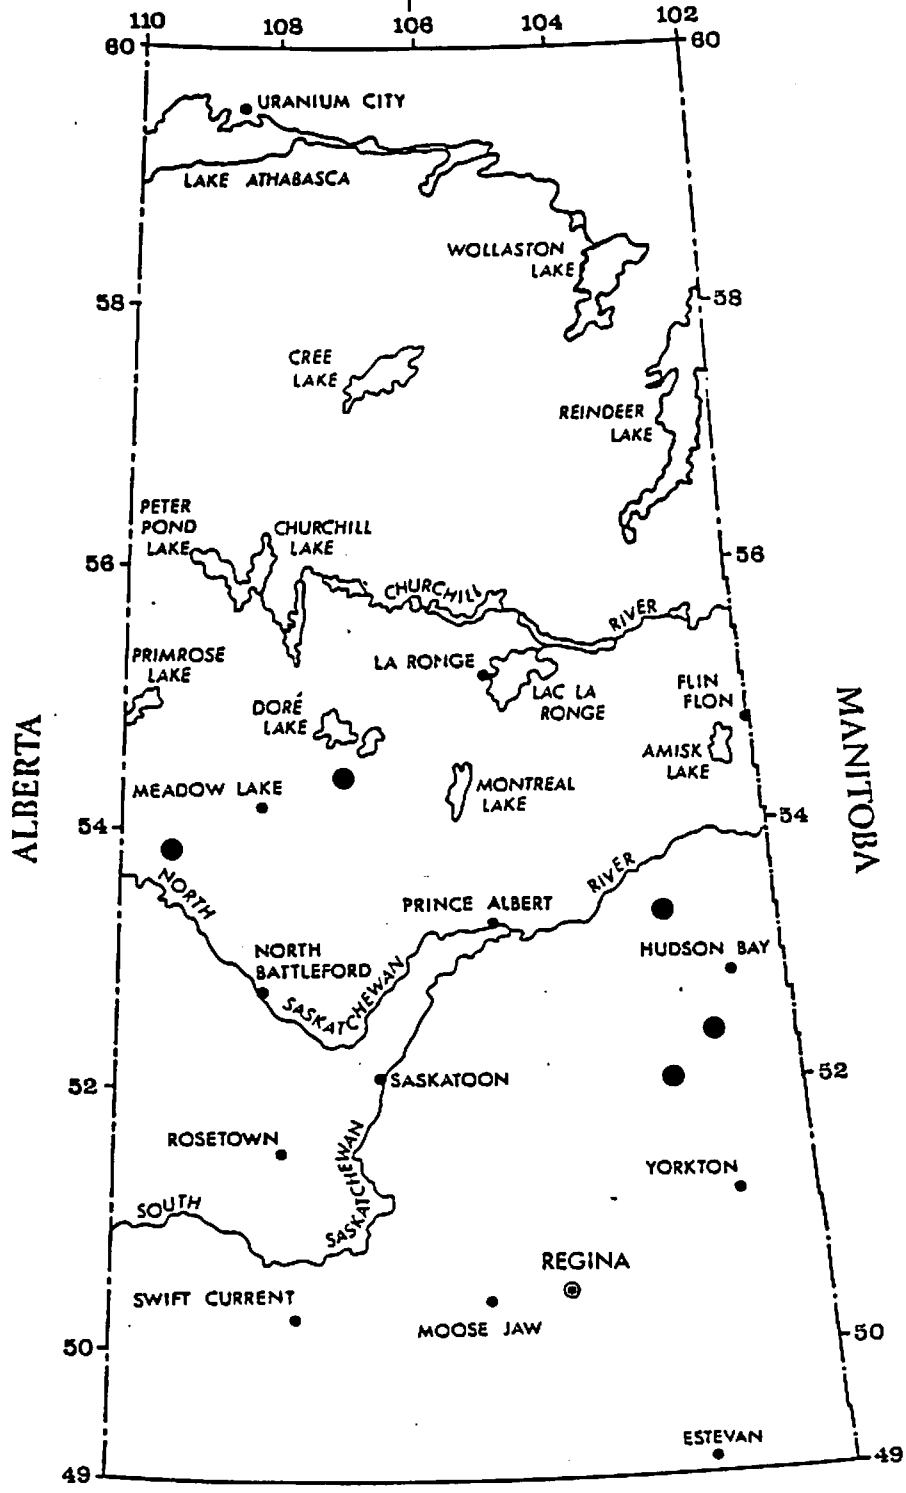 110 108 106 104 102
60 60
URANIUM CITY
LAKE ATHABASCA
WOLLASTON
LAKE
58 58
CREE
LAKE
REINDEER
LAKE
PETER
POND
LAKE
CHURCHILL
LAKE
56 56
CHURCHILL
RIVER
PRIMROSE
LAKE
LA RONGE
LAC LA
RONGE
FLIN
FLON
DORÉ
LAKE
AMISK
LAKE
ALBERTA
MANITOBA
MEADOW LAKE
MONTREAL
LAKE
54 54
NORTH
RIVER
PRINCE ALBERT
HUDSON BAY
NORTH
BATTLEFORD
SASKATCHEWAN
52 52
SASKATOON
ROSETOWN
SASKATCHEWAN
YORKTON
SOUTH
REGINA
SWIFT CURRENT
MOOSE JAW
50 50
ESTEVAN
49 49